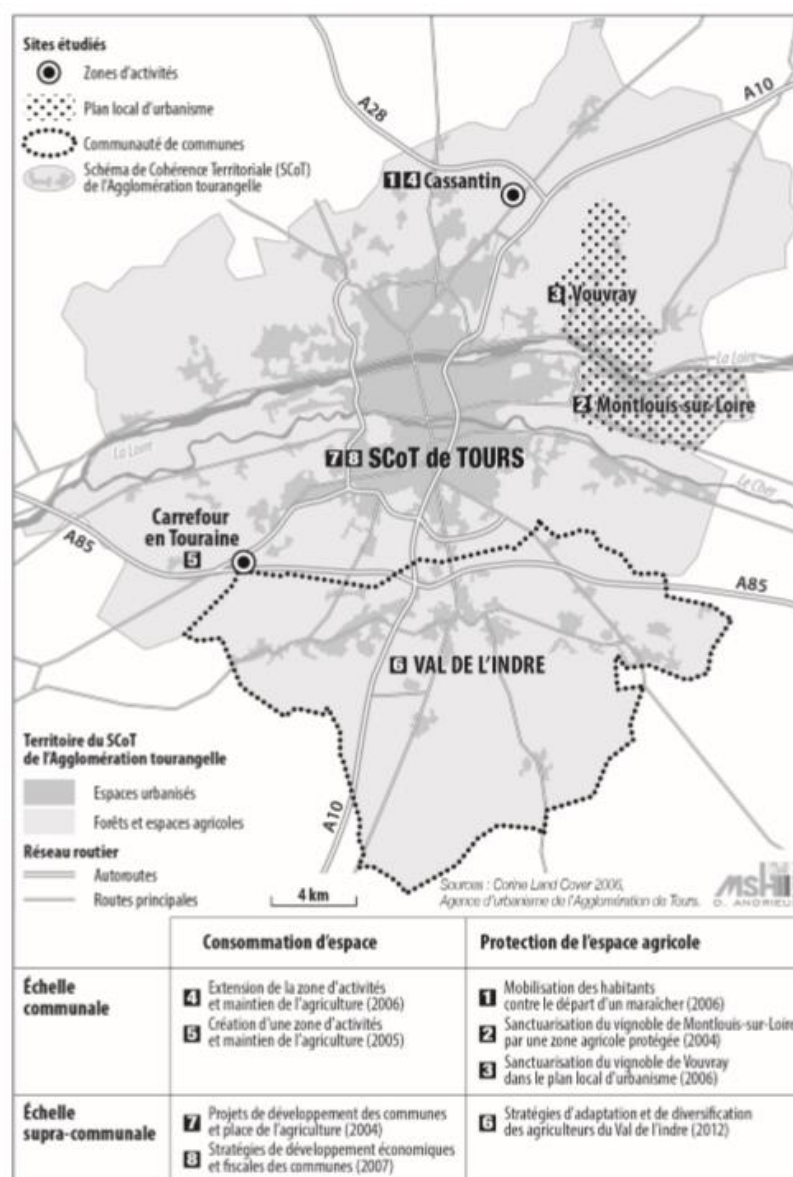 Sites étudiés
Zones d'activités
Plan local d'urbanisme
Communauté de communes
Schéma de Cohérence Territoriale (SCoT)
de l'Agglomération tourangelle
A28
A10
1 4 Cassantin
3 Vouvray
La Loire
2 Montlouis-sur-Loire
7 8 SCoT de TOURS
La Loire
Le Cher
Carrefour
en Touraine
5
A85
A85
6 VAL DE L'INDRE
A10
Territoire du SCoT
de l'Agglomération tourangelle
Espaces urbanisés
Forêts et espaces agricoles
Réseau routier
Autoroutes
Routes principales
4 km
Sources : Corine Land Cover 2006,
Agence d'urbanisme de l'Agglomération de Tours.
MSH
D. ANDRIEU
Consommation d'espace
Protection de l'espace agricole
Échelle
communale
4 Extension de la zone d'activités
et maintien de l'agriculture (2006)
5 Création d'une zone d'activités
et maintien de l'agriculture (2005)
1 Mobilisation des habitants
contre le départ d'un maraîcher (2006)
2 Sanctuarisation du vignoble de Montlouis-sur-Loire
par une zone agricole protégée (2004)
3 Sanctuarisation du vignoble de Vouvray
dans le plan local d'urbanisme (2006)
Échelle
supra-communale
7 Projets de développement des communes
et place de l'agriculture (2004)
8 Stratégies de développement économiques
et fiscales des communes (2007)
6 Stratégies d'adaptation et de diversification
des agriculteurs du Val de l'indre (2012)